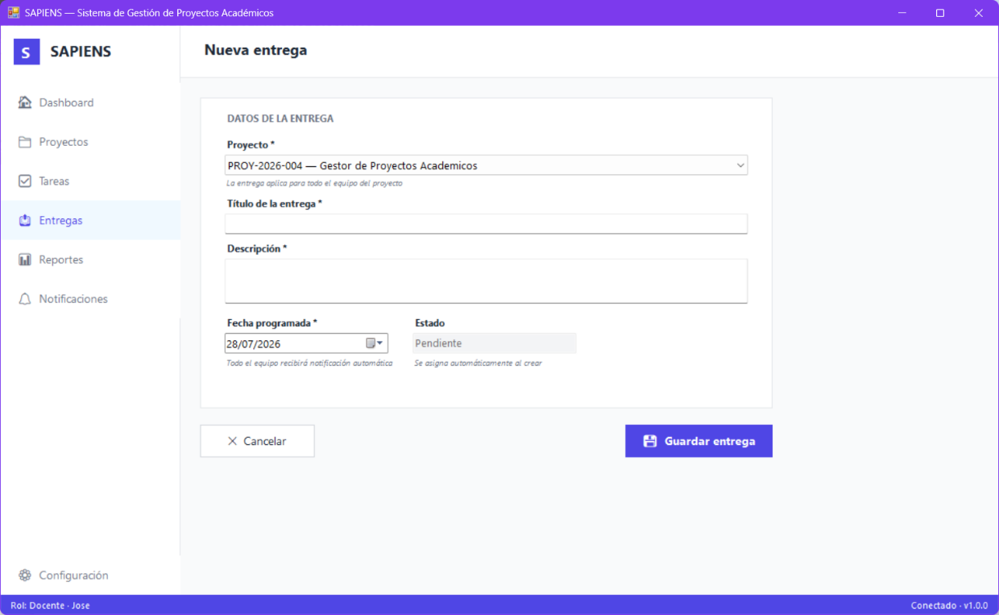 SAPIENS — Sistema de Gestión de Proyectos Académicos
S SAPIENS
Nueva entrega
Dashboard
Proyectos
Tareas
Entregas
Reportes
Notificaciones
DATOS DE LA ENTREGA
Proyecto *
PROY-2026-004 — Gestor de Proyectos Academicos
La entrega aplica para todo el equipo del proyecto
Título de la entrega *
Descripción *
Fecha programada * Estado
28/07/2026 Pendiente
Todo el equipo recibirá notificación automática Se asigna automáticamente al crear
Cancelar Guardar entrega
Configuración
Rol: Docente · Jose Conectado · v1.0.0